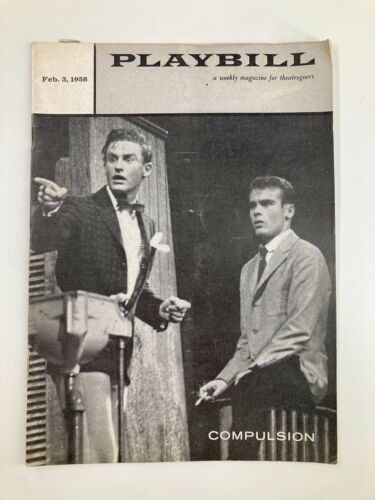 PLAYBILL
Feb. 3, 1958
a weekly magazine for theatregoers
COMPULSION